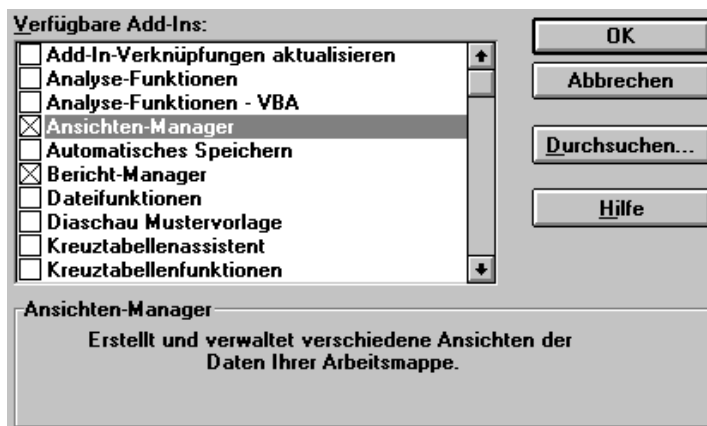 Verfügbare Add-Ins:
Add-In-Verknüpfungen aktualisieren
Analyse-Funktionen
Analyse-Funktionen - VBA
Ansichten-Manager
Automatisches Speichern
Bericht-Manager
Dateifunktionen
Diaschau Mustervorlage
Kreuztabellenassistent
Kreuztabellenfunktionen
OK
Abbrechen
Durchsuchen...
Hilfe
Ansichten-Manager
Erstellt und verwaltet verschiedene Ansichten der
Daten Ihrer Arbeitsmappe.